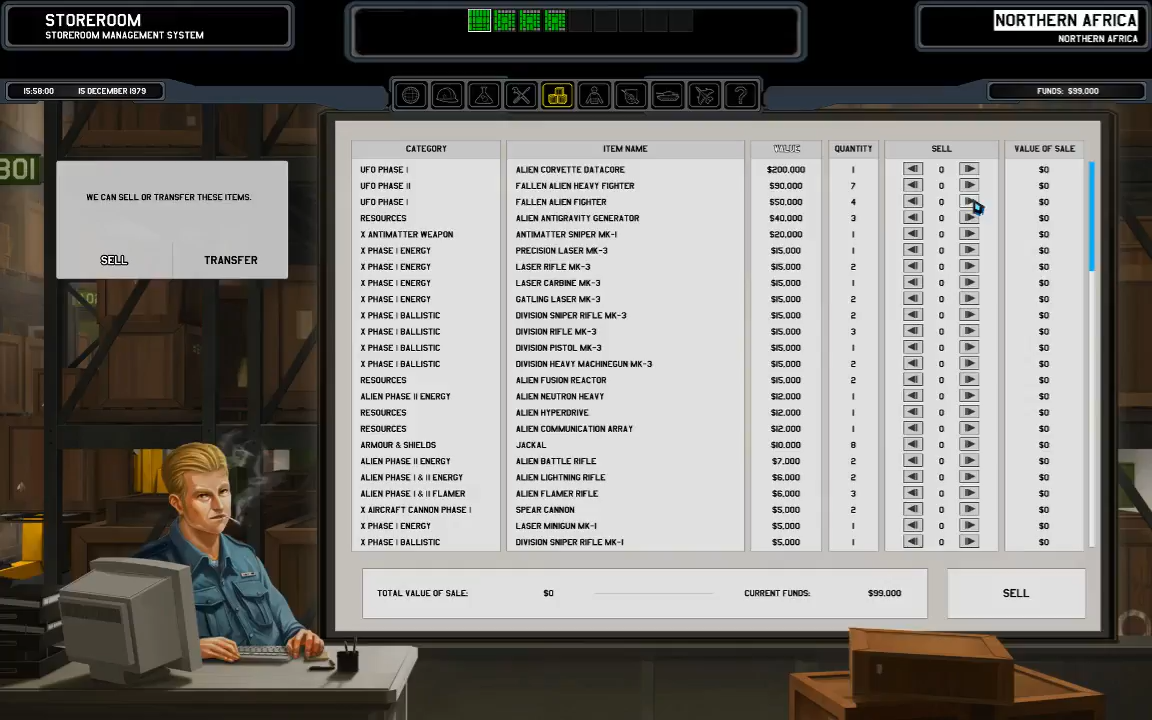 STOREROOM
STOREROOM MANAGEMENT SYSTEM
NORTHERN AFRICA
NORTHERN AFRICA
15:58:00 15 DECEMBER 1979
FUNDS: $99,000
?
WE CAN SELL OR TRANSFER THESE ITEMS.
SELL TRANSFER
CATEGORY ITEM NAME VALUE QUANTITY SELL VALUE OF SALE
UFO PHASE I ALIEN CORVETTE DATACORE $200,000 1 0 $0
UFO PHASE II FALLEN ALIEN HEAVY FIGHTER $90,000 7 0 $0
UFO PHASE I FALLEN ALIEN FIGHTER $50,000 4 0 $0
RESOURCES ALIEN ANTIGRAVITY GENERATOR $40,000 3 0 $0
X ANTIMATTER WEAPON ANTIMATTER SNIPER MK-1 $20,000 1 0 $0
X PHASE I ENERGY PRECISION LASER MK-3 $15,000 1 0 $0
X PHASE I ENERGY LASER RIFLE MK-3 $15,000 2 0 $0
X PHASE I ENERGY LASER CARBINE MK-3 $15,000 1 0 $0
X PHASE I ENERGY GATLING LASER MK-3 $15,000 2 0 $0
X PHASE I BALLISTIC DIVISION SNIPER RIFLE MK-3 $15,000 2 0 $0
X PHASE I BALLISTIC DIVISION RIFLE MK-3 $15,000 3 0 $0
X PHASE I BALLISTIC DIVISION PISTOL MK-3 $15,000 1 0 $0
X PHASE I BALLISTIC DIVISION HEAVY MACHINEGUN MK-3 $15,000 2 0 $0
RESOURCES ALIEN FUSION REACTOR $15,000 2 0 $0
ALIEN PHASE II ENERGY ALIEN NEUTRON HEAVY $12,000 1 0 $0
RESOURCES ALIEN HYPERDRIVE $12,000 1 0 $0
RESOURCES ALIEN COMMUNICATION ARRAY $12,000 1 0 $0
ARMOUR & SHIELDS JACKAL $10,000 8 0 $0
ALIEN PHASE II ENERGY ALIEN BATTLE RIFLE $7,000 2 0 $0
ALIEN PHASE I & II ENERGY ALIEN LIGHTNING RIFLE $6,000 2 0 $0
ALIEN PHASE I & II FLAMER ALIEN FLAMER RIFLE $6,000 3 0 $0
X AIRCRAFT CANNON PHASE I SPEAR CANNON $5,000 2 0 $0
X PHASE I ENERGY LASER MINIGUN MK-1 $5,000 1 0 $0
X PHASE I BALLISTIC DIVISION SNIPER RIFLE MK-1 $5,000 1 0 $0
TOTAL VALUE OF SALE: $0 CURRENT FUNDS: $99,000
SELL